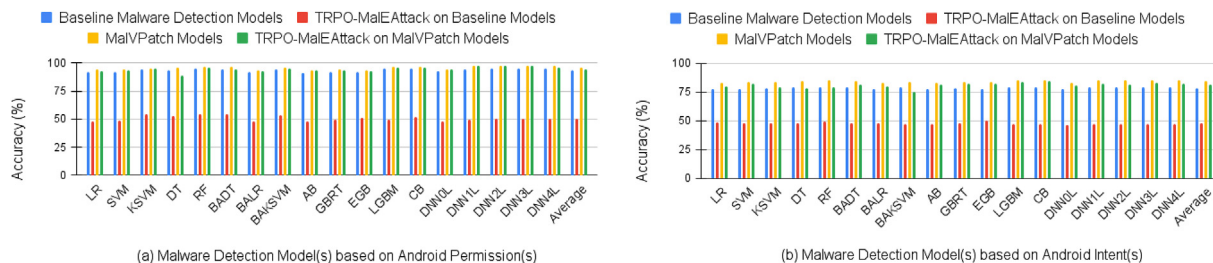 Baseline Malware Detection Models TRPO-MalEAttack on Baseline Models
MalVPatch Models TRPO-MalEAttack on MalVPatch Models
100
75
50
25
0
Accuracy (%)
LR SVM KSVM DT RF BADT BALR BAKSVM AB GBRT EGB LGBM CB DNN0L DNN1L DNN2L DNN3L DNN4L Average
(a) Malware Detection Model(s) based on Android Permission(s)
Baseline Malware Detection Models TRPO-MalEAttack on Baseline Models
MalVPatch Models TRPO-MalEAttack on MalVPatch Models
100
75
50
25
0
Accuracy (%)
LR SVM KSVM DT RF BADT BALR BAKSVM AB GBRT EGB LGBM CB DNN0L DNN1L DNN2L DNN3L DNN4L Average
(b) Malware Detection Model(s) based on Android Intent(s)